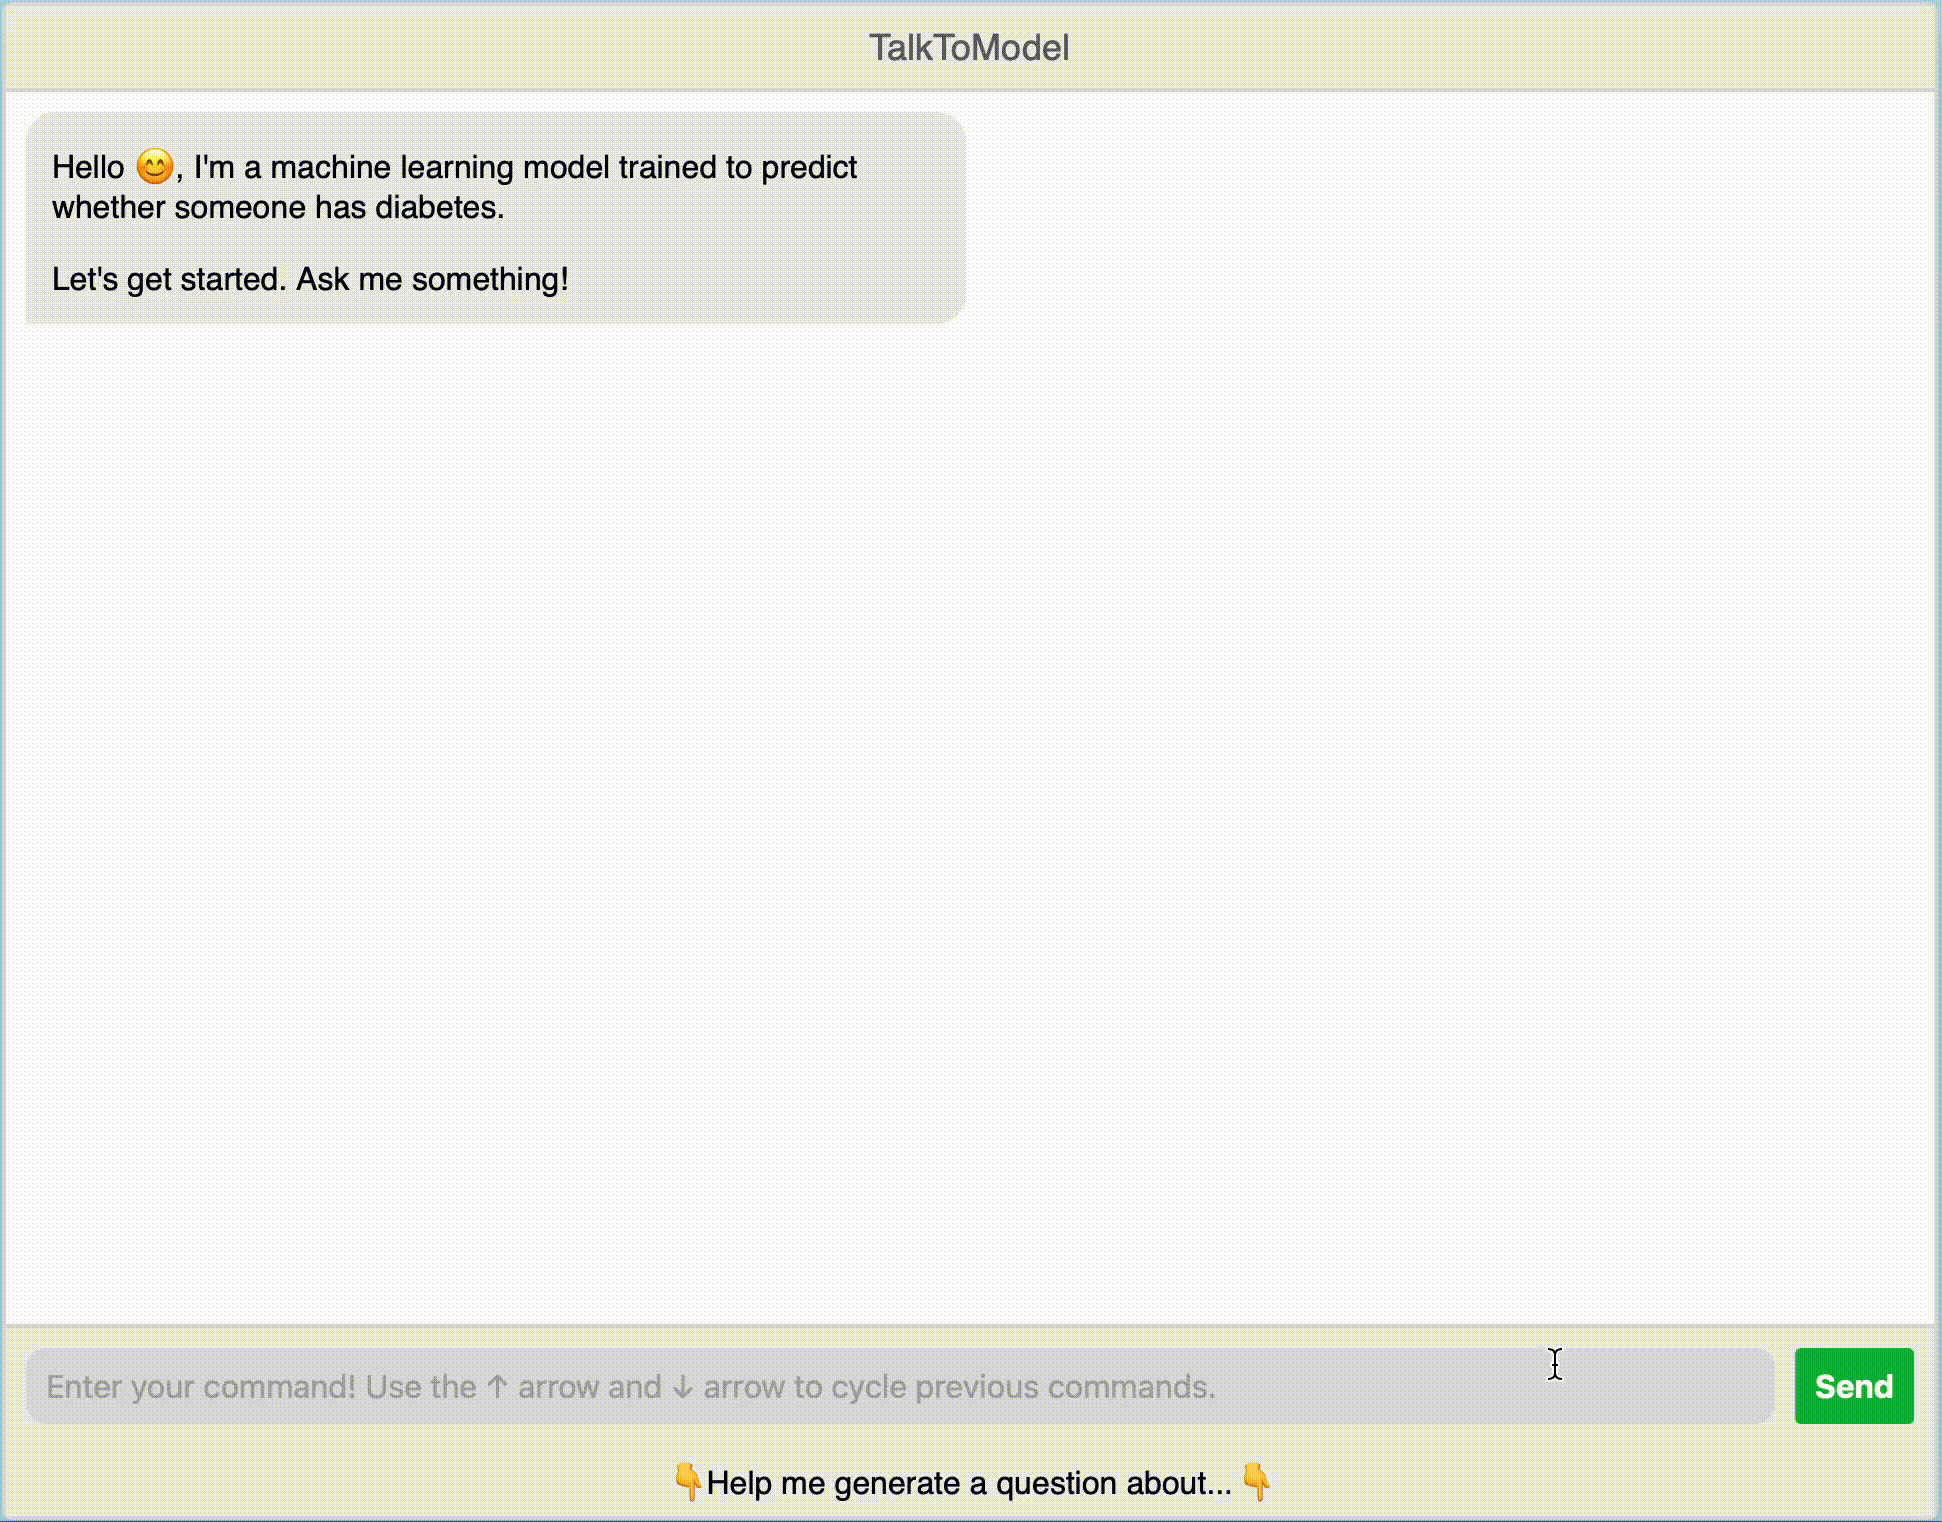 TalkToModel
Hello 😊, I'm a machine learning model trained to predict
whether someone has diabetes.
Let's get started. Ask me something!
Enter your command! Use the ↑ arrow and ↓ arrow to cycle previous commands.
Send
👇Help me generate a question about... 👇